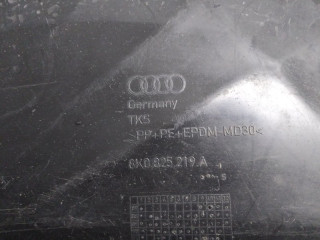 Germany
TKS
>PP+PE+EPDM-MD30<
8K0 825 219 A